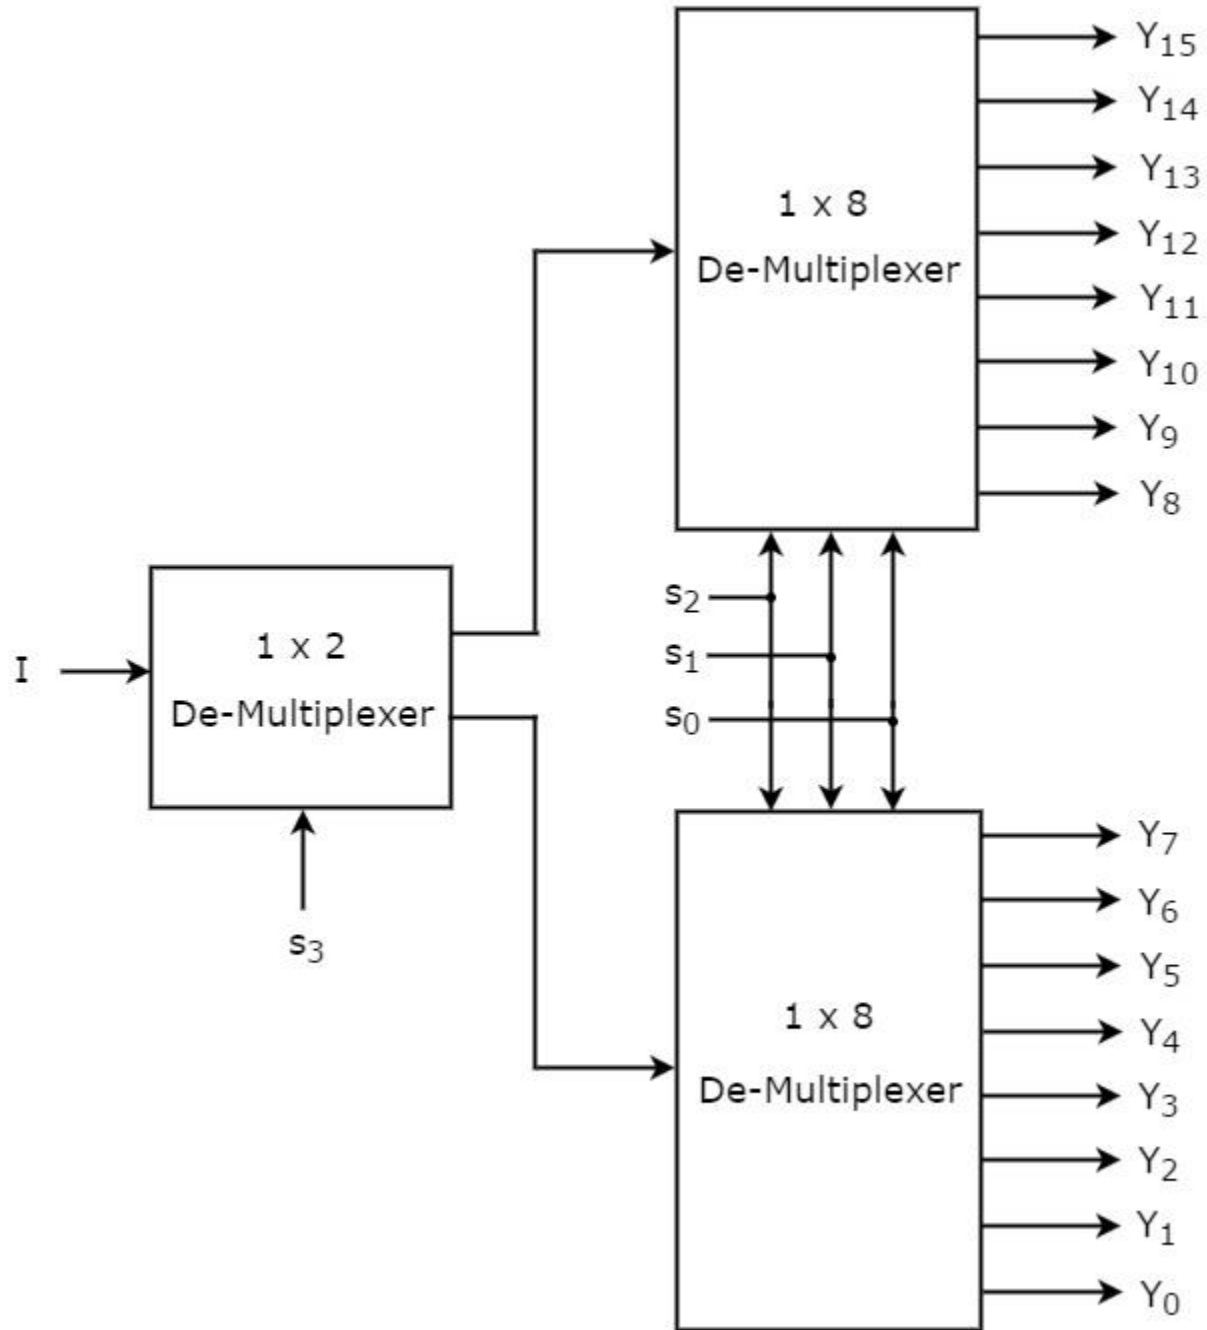 Y15
Y14
Y13
1 x 8
Y12
De-Multiplexer
Y11
Y10
Y9
Y8
s2
1 x 2
s1
I
De-Multiplexer
s0
Y7
Y6
s3
Y5
1 x 8
Y4
De-Multiplexer
Y3
Y2
Y1
Y0